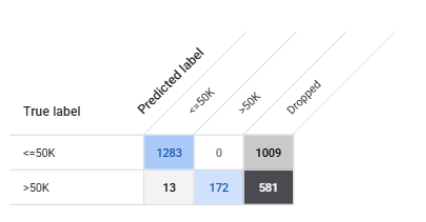 Predicted label
<=50K
>50K
Dropped
True label
<=50K 1283 0 1009
>50K 13 172 581